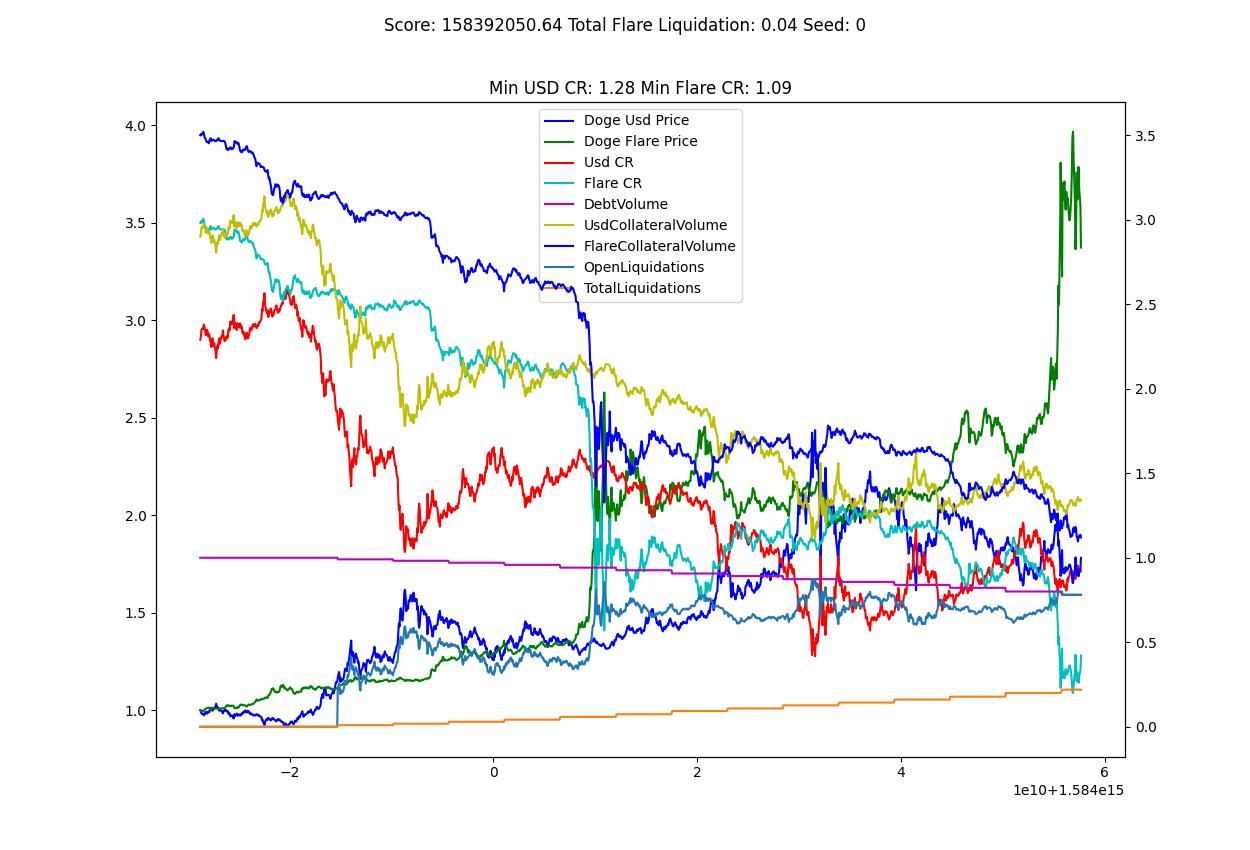 Score: 158392050.64 Total Flare Liquidation: 0.04 Seed: 0
Min USD CR: 1.28 Min Flare CR: 1.09
Doge Usd Price
Doge Flare Price
Usd CR
Flare CR
DebtVolume
UsdCollateralVolume
FlareCollateralVolume
OpenLiquidations
TotalLiquidations
4.0
3.5
3.0
2.5
2.0
1.5
1.0
3.5
3.0
2.5
2.0
1.5
1.0
0.5
0.0
−2
0
2
4
6
1e10+1.584e15